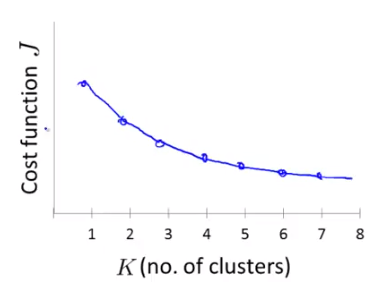 Cost function J
1 2 3 4 5 6 7 8
K (no. of clusters)